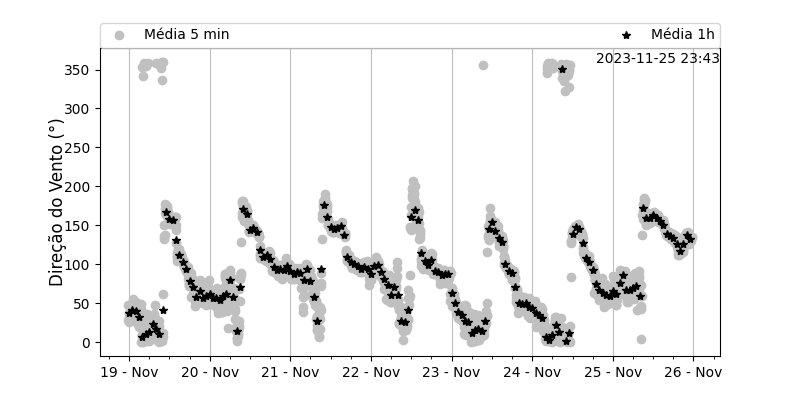 Média 5 min
Média 1h
2023-11-25 23:43
Direção do Vento (°)
350
300
250
200
150
100
50
0
19 - Nov
20 - Nov
21 - Nov
22 - Nov
23 - Nov
24 - Nov
25 - Nov
26 - Nov